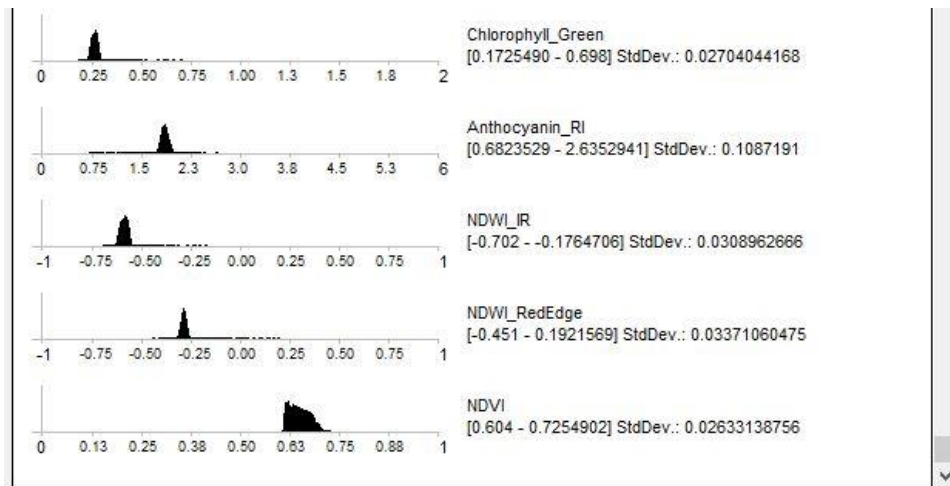 Chlorophyll_Green
[0.1725490 - 0.698] StdDev.: 0.02704044168
0 0.25 0.50 0.75 1.00 1.3 1.5 1.8 2
Anthocyanin_RI
[0.6823529 - 2.6352941] StdDev.: 0.1087191
0 0.75 1.5 2.3 3.0 3.8 4.5 5.3 6
NDWI_IR
[-0.702 - -0.1764706] StdDev.: 0.0308962666
-1 -0.75 -0.50 -0.25 0.00 0.25 0.50 0.75 1
NDWI_RedEdge
[-0.451 - 0.1921569] StdDev.: 0.03371060475
-1 -0.75 -0.50 -0.25 0.00 0.25 0.50 0.75 1
NDVI
[0.604 - 0.7254902] StdDev.: 0.02633138756
0 0.13 0.25 0.38 0.50 0.63 0.75 0.88 1